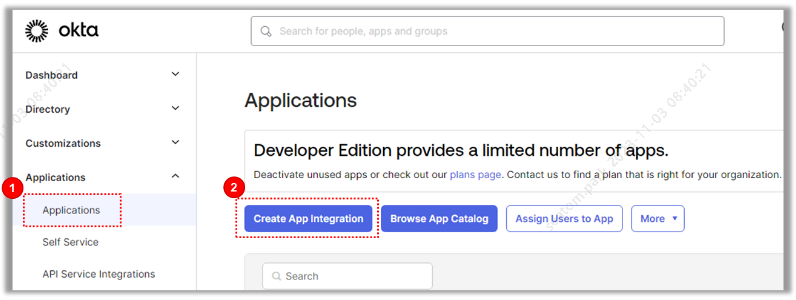 okta
Search for people, apps and groups
Dashboard
Directory
Customizations
Applications
1
Applications
Self Service
API Service Integrations
Applications
Developer Edition provides a limited number of apps.
Deactivate unused apps or check out our plans page. Contact us to find a plan that is right for your organization.
2
Create App Integration
Browse App Catalog
Assign Users to App
More
Search